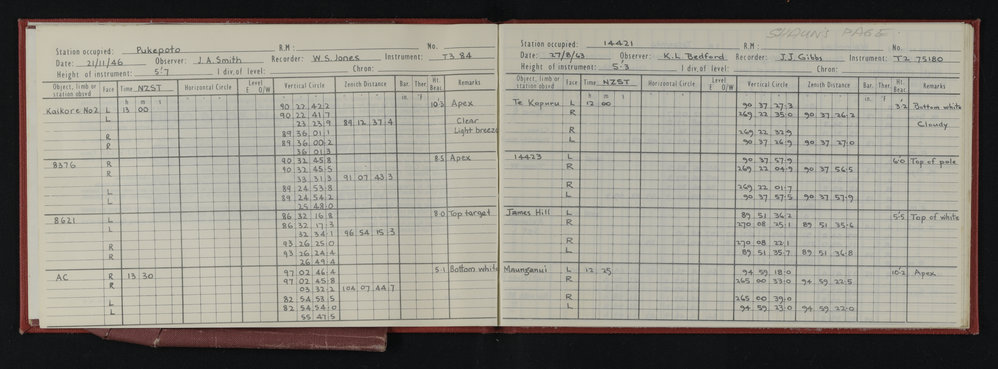 Station occupied: Pukepoto R.M: No.
Date: 21/11/46 Observer: J.A. Smith Recorder: W.S. Jones Instrument: T3 84
Height of instrument: 5'7 1 div. of level: Chron:
Object, limb or station obsvd Face Time NZST Horizontal Circle Level E O/W Vertical Circle Zenith Distance Bar. Ther. Ht. Beac. Remarks
h m s in. °F
Kaikore No2 L 13 00 90 22 42.2 10.3 Apex
L 90 22 41.7
23 23.9 89 12 37.4 Clear
R 89 36 01.1 Light breeze
R 89 36 00.2
36 01.3
8376 R 90 32 45.8 8.5 Apex
R 90 32 45.5
33 31.3 91 07 43.3
L 89 24 53.8
L 89 24 54.2
25 48.0
8621 L 86 32 16.8 8.0 Top target
L 86 32 17.3
32 34.1 96 54 15.3
R 93 26 25.0
R 93 26 24.4
26 49.4
AC R 13 30 97 02 46.4 5.1 Bottom white
R 97 02 45.8
03 32.2 104 07 44.7
L 82 54 53.5
L 82 54 54.0
55 47.5
PAGE
Station occupied: 14421 R.M: No.
Date: 27/8/63 Observer: K.L. Bedford Recorder: J.J. Gibbs Instrument: T2 75180
Height of instrument: 5'3 1 div. of level: Chron:
Object, limb or station obsvd Face Time NZST Horizontal Circle Level E O/W Vertical Circle Zenith Distance Bar. Ther. Ht. Beac. Remarks
h m s in. °F
Te Kapuru L 12 00 90 37 27.3 3'2 Bottom white
R 269 22 35.0 90 37 26.2
Cloudy
R 269 22 32.9
L 90 37 26.9 90 37 27.0
14423 L 90 37 57.9 6'0 Top of pole
R 269 22 04.9 90 37 56.5
R 269 22 01.7
L 90 37 57.5 90 37 57.9
James Hill L 89 51 36.2 5'5 Top of white
R 270 08 25.1 89 51 35.6
R 270 08 22.1
L 89 51 35.7 89 51 36.8
Maunganui L 12 25 94 59 18.0 10'2 Apex
R 265 00 33.0 94 59 22.5
R 265 00 39.0
L 94 59 23.0 94 59 22.0